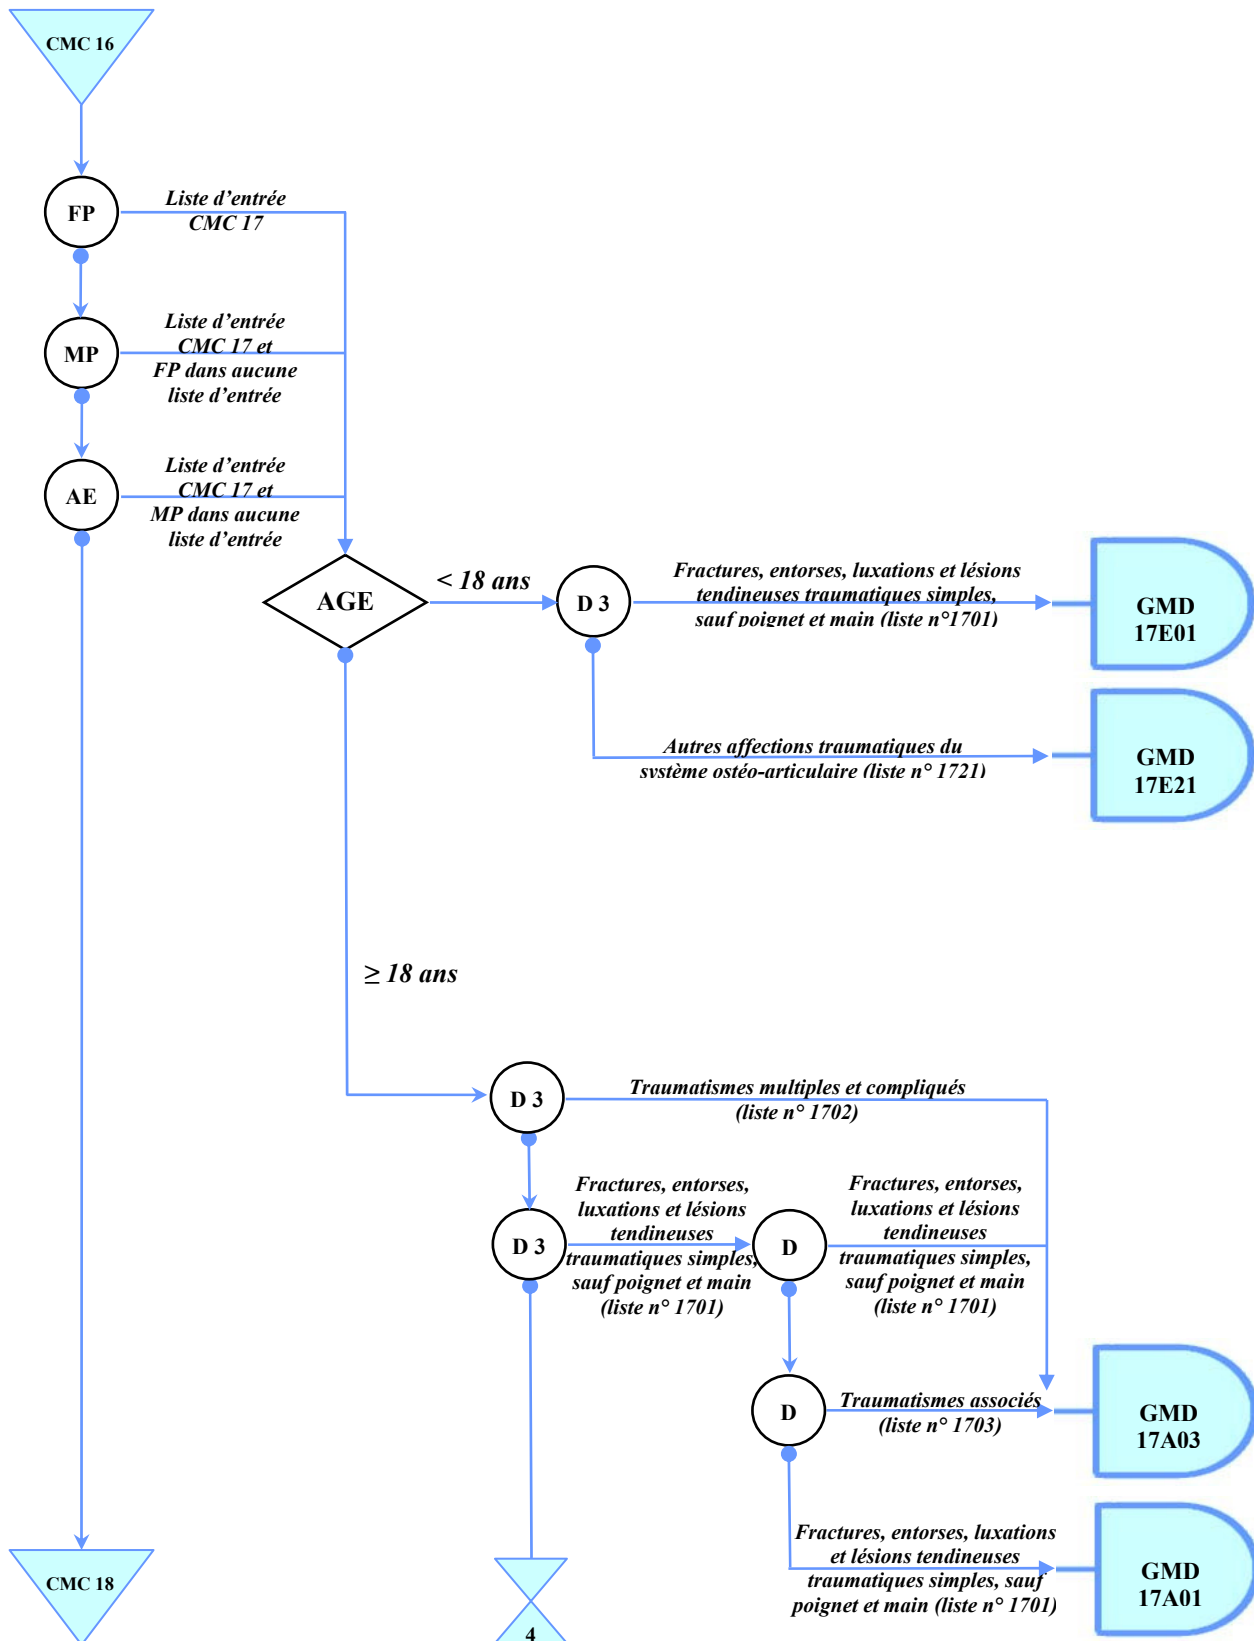 CMC 16
FP
Liste d’entrée
CMC 17
MP
Liste d’entrée
CMC 17 et
FP dans aucune
liste d’entrée
AE
Liste d’entrée
CMC 17 et
MP dans aucune
liste d’entrée
AGE
< 18 ans
D 3
Fractures, entorses, luxations et lésions
tendineuses traumatiques simples,
sauf poignet et main (liste n°1701)
GMD
17E01
Autres affections traumatiques du
système ostéo-articulaire (liste n° 1721)
GMD
17E21
≥ 18 ans
D 3
Traumatismes multiples et compliqués
(liste n° 1702)
D 3
Fractures, entorses,
luxations et lésions
tendineuses
traumatiques simples,
sauf poignet et main
(liste n° 1701)
D
Fractures, entorses,
luxations et lésions
tendineuses
traumatiques simples,
sauf poignet et main
(liste n° 1701)
D
Traumatismes associés
(liste n° 1703)
GMD
17A03
Fractures, entorses, luxations
et lésions tendineuses
traumatiques simples, sauf
poignet et main (liste n° 1701)
GMD
17A01
CMC 18
4